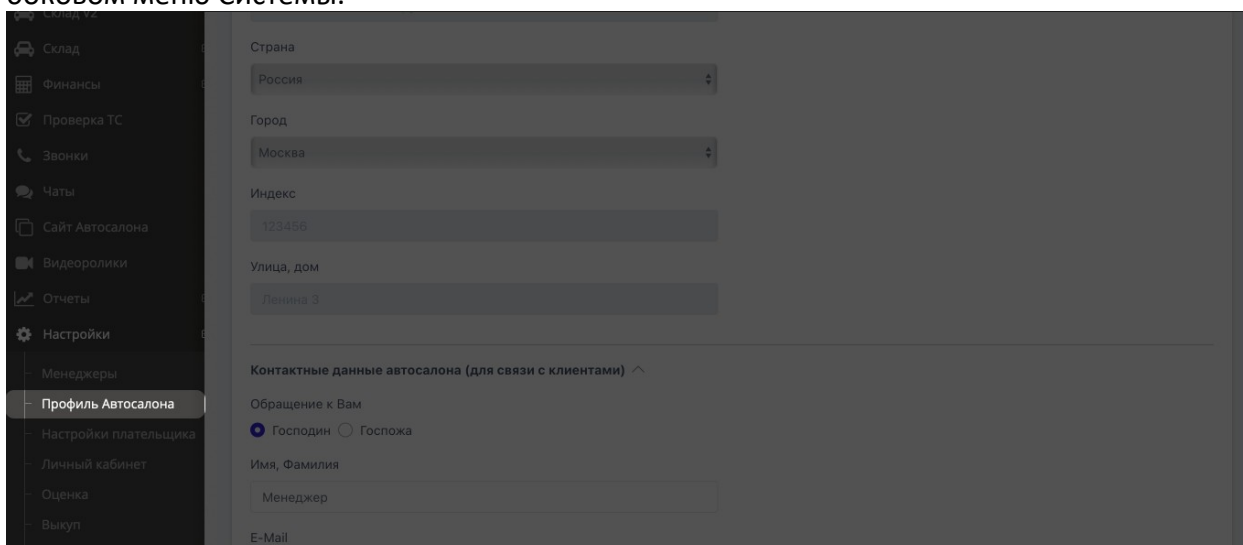 боковом меню Системы.
Склад V2
Склад
Финансы
Проверка ТС
Звонки
Чаты
Сайт Автосалона
Видеоролики
Отчеты
Настройки
Менеджеры
Профиль Автосалона
Настройки плательщика
Личный кабинет
Оценка
Выкуп
Страна
Россия
Город
Москва
Индекс
123456
Улица, дом
Ленина 3
Контактные данные автосалона (для связи с клиентами)
Обращение к Вам
Господин Госпожа
Имя, Фамилия
Менеджер
E-Mail